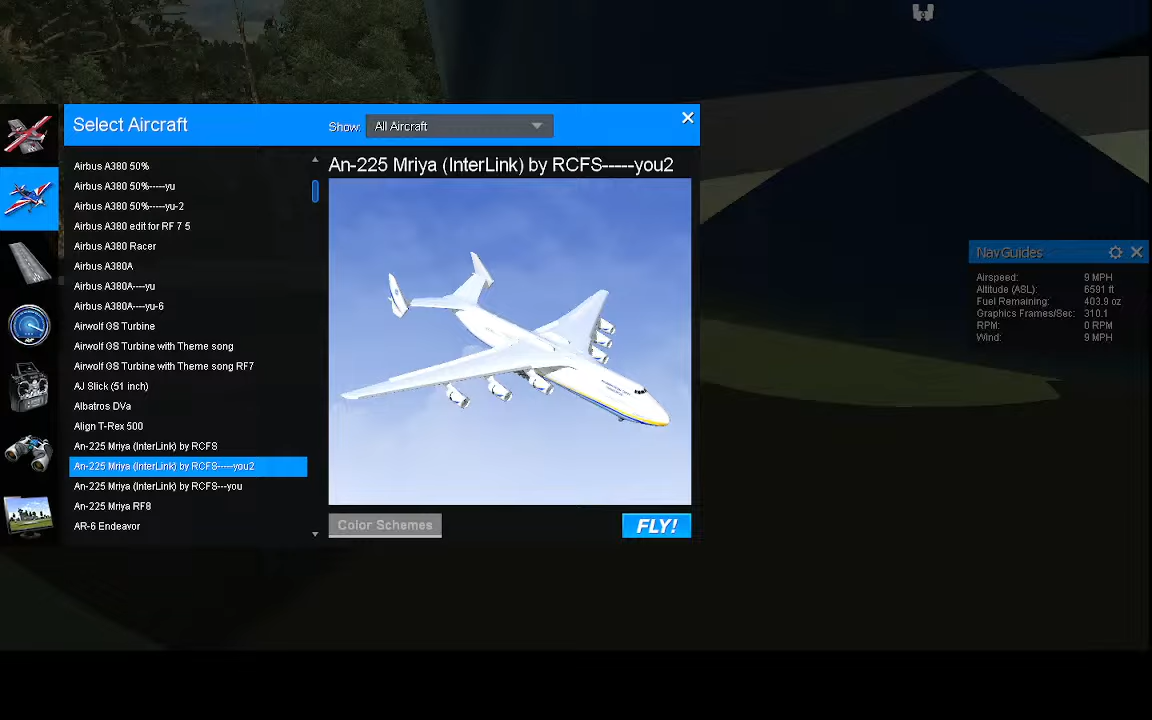 Select Aircraft
Show: All Aircraft
Airbus A380 50%
Airbus A380 50%-----yu
Airbus A380 50%-----yu-2
Airbus A380 edit for RF 7 5
Airbus A380 Racer
Airbus A380A
Airbus A380A----yu
Airbus A380A----yu-6
Airwolf GS Turbine
Airwolf GS Turbine with Theme song
Airwolf GS Turbine with Theme song RF7
AJ Slick (51 inch)
Albatros DVa
Align T-Rex 500
An-225 Mriya (InterLink) by RCFS
An-225 Mriya (InterLink) by RCFS-----you2
An-225 Mriya (InterLink) by RCFS---you
An-225 Mriya RF8
AR-6 Endeavor
An-225 Mriya (InterLink) by RCFS-----you2
Color Schemes
FLY!
NavGuides
Airspeed: 9 MPH
Altitude (ASL): 6591 ft
Fuel Remaining: 403.9 oz
Graphics Frames/Sec: 310.1
RPM: 0 RPM
Wind: 9 MPH